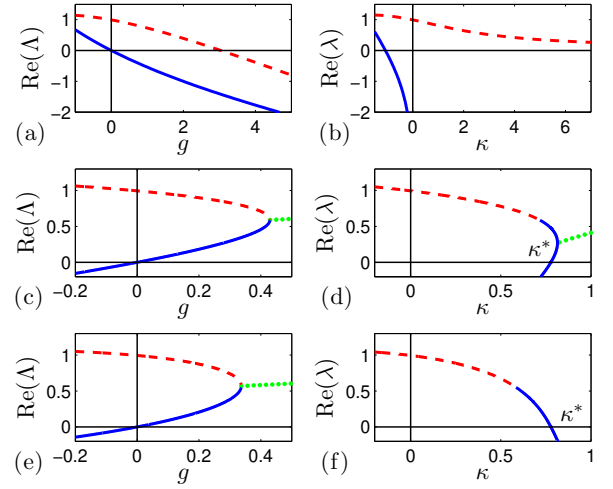 Re(Λ) 1 0 −1 −2 0 2 4 g (a)
Re(λ) 1 0 −1 −2 0 2 4 6 κ (b)
Re(Λ) 1 0.5 0 −0.2 0 0.2 0.4 g (c)
Re(λ) 1 0.5 0 0 0.5 1 κ κ* (d)
Re(Λ) 1 0.5 0 −0.2 0 0.2 0.4 g (e)
Re(λ) 1 0.5 0 0 0.5 1 κ κ* (f)